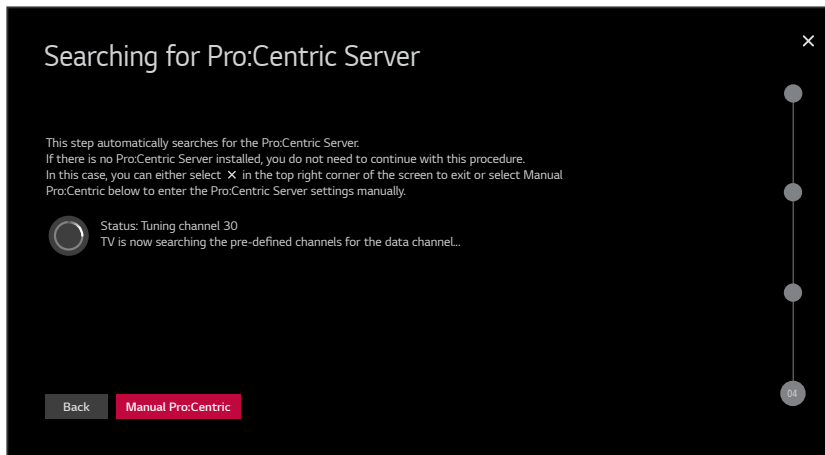 Searching for Pro:Centric Server
×
This step automatically searches for the Pro:Centric Server.
If there is no Pro:Centric Server installed, you do not need to continue with this procedure.
In this case, you can either select × in the top right corner of the screen to exit or select Manual
Pro:Centric below to enter the Pro:Centric Server settings manually.
Status: Tuning channel 30
TV is now searching the pre-defined channels for the data channel...
Back
Manual Pro:Centric
04